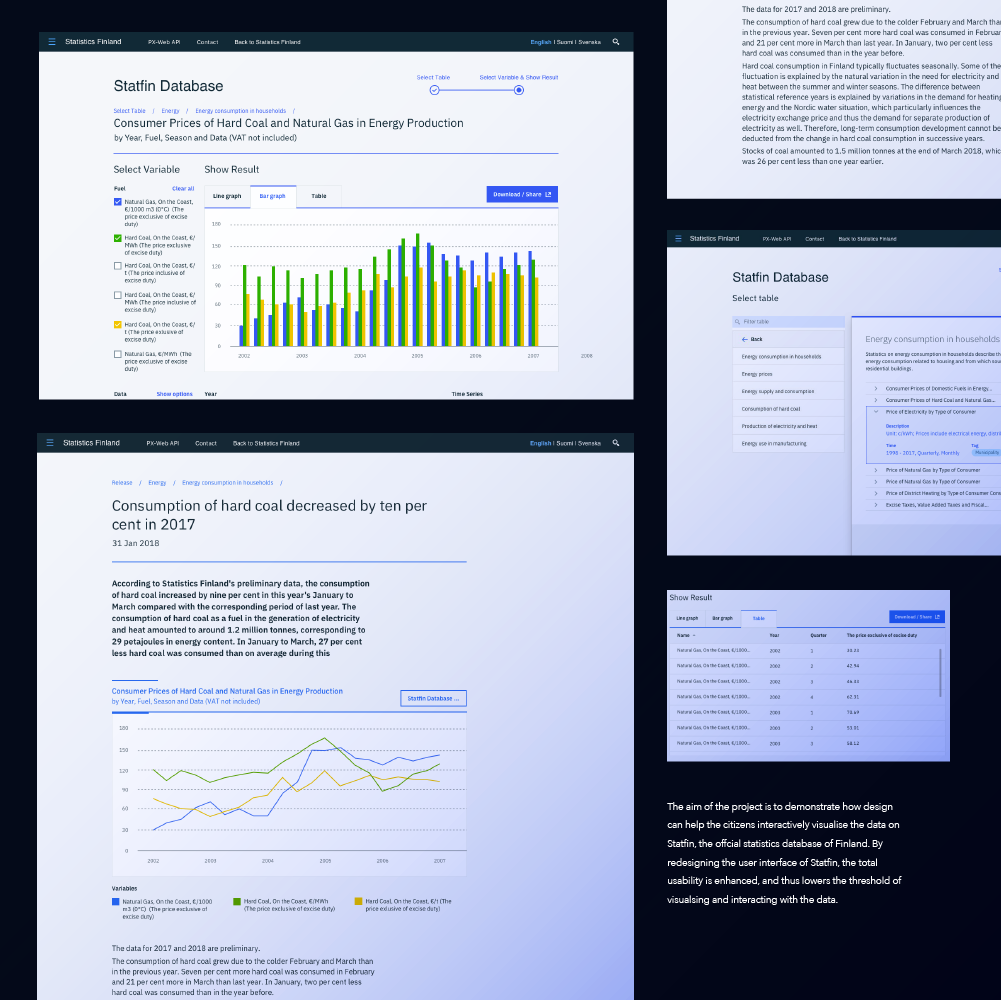 Statistics Finland
PX-Web API
Contact
Back to Statistics Finland
English | Suomi | Svenska
Statfin Database
Select Table
Select Variable & Show Result
Select Table / Energy / Energy consumption in households /
Consumer Prices of Hard Coal and Natural Gas in Energy Production
by Year, Fuel, Season and Data (VAT not included)
Select Variable
Show Result
Fuel
Clear all
Natural Gas, On the Coast,
€/1000 m3 (0°C) (The
price exclusive of excise
duty)
Hard Coal, On the Coast, €/
MWh (The price exclusive
of excise duty)
Hard Coal, On the Coast, €/
t (The price inclusive of
excise duty)
Hard Coal, On the Coast, €/
MWh (The price inclusive of
excise duty)
Hard Coal, On the Coast, €/
t (The price exlusive of
excise duty)
Natural Gas, €/MWh (The
price exclusive of excise
duty)
Line graph
Bar graph
Table
Download / Share
180
150
120
90
60
30
0
2002
2003
2004
2005
2006
2007
2008
Data
Show options
Year
Time Series
Statistics Finland
PX-Web API
Contact
Back to Statistics Finland
English | Suomi | Svenska
Release / Energy / Energy consumption in households /
Consumption of hard coal decreased by ten per
cent in 2017
31 Jan 2018
According to Statistics Finland's preliminary data, the consumption
of hard coal increased by nine per cent in this year's January to
March compared with the corresponding period of last year. The
consumption of hard coal as a fuel in the generation of electricity
and heat amounted to around 1.2 million tonnes, corresponding to
29 petajoules in energy content. In January to March, 27 per cent
less hard coal was consumed than on average during this
Consumer Prices of Hard Coal and Natural Gas in Energy Production
by Year, Fuel, Season and Data (VAT not included)
Statfin Database ...
180
150
120
90
60
30
0
2002
2003
2004
2005
2006
2007
Variables
Natural Gas, On the Coast, €/1000
m3 (0°C) (The price exclusive of
excise duty)
Hard Coal, On the Coast, €/MWh
(The price exclusive of excise duty)
Hard Coal, On the Coast, €/t (The
price exlusive of excise duty)
The data for 2017 and 2018 are preliminary.
The consumption of hard coal grew due to the colder February and March than
in the previous year. Seven per cent more hard coal was consumed in February
and 21 per cent more in March than last year. In January, two per cent less
hard coal was consumed than in the year before.
The data for 2017 and 2018 are preliminary.
The consumption of hard coal grew due to the colder February and March than
in the previous year. Seven per cent more hard coal was consumed in
and 21 per cent more in March than last year. In January, two per cent less
hard coal was consumed than in the year before.
Hard coal consumption in Finland typically fluctuates seasonally. Some of the
fluctuation is explained by the natural variation in the need for electricity and
heat between the summer and winter seasons. The difference between
statistical reference years is explained by variations in the demand for heating
energy and the Nordic water situation, which particularly influences the
electricity exchange price and thus the demand for separate production of
electricity as well. Therefore, long-term consumption development cannot be
deducted from the change in hard coal consumption in successive years.
Stocks of coal amounted to 1.5 million tonnes at the end of March 2018,
was 26 per cent less than one year earlier.
Statistics Finland
PX-Web API
Contact
Back to Statistics Finland
Statfin Database
Select table
Filter table
Back
Energy consumption in households
Energy prices
Energy supply and consumption
Consumption of hard coal
Production of electricity and heat
Energy use in manufacturing
Energy consumption in households
Statistics on energy consumption in households describe
energy consumption related to housing and from which
residential buildings.
Consumer Prices of Domestic Fuels in Energy...
Consumer Prices of Hard Coal and Natural Gas...
Price of Electricity by Type of Consumer
Description
Unit: c/kWh; Prices include electrical energy,
Time
Tag
1996 - 2017, Quarterly, Monthly
Price of Natural Gas by Type of Consumer
Price of Natural Gas by Type of Consumer
Price of District Heating by Type of Consumer
Excise Taxes, Value Added Taxes and Fiscal...
Show Result
Line graph
Bar graph
Table
Download / Share
Name
Year
Quarter
The price exclusive of excise duty
Natural Gas, On the Coast, €/1000... 2002 1
Natural Gas, On the Coast, €/1000... 2002 2 42.94
Natural Gas, On the Coast, €/1000... 2002 3
Natural Gas, On the Coast, €/1000... 2002 4 62.31
Natural Gas, On the Coast, €/1000... 2003 1 70.69
Natural Gas, On the Coast, €/1000... 2003 2 53.01
Natural Gas, On the Coast, €/1000... 2003 3 58.12
The aim of the project is to demonstrate how design
can help the citizens interactively visualise the data on
Statfin, the offcial statistics database of Finland. By
redesigning the user interface of Statfin, the total
usability is enhanced, and thus lowers the threshold of
visualsing and interacting with the data.